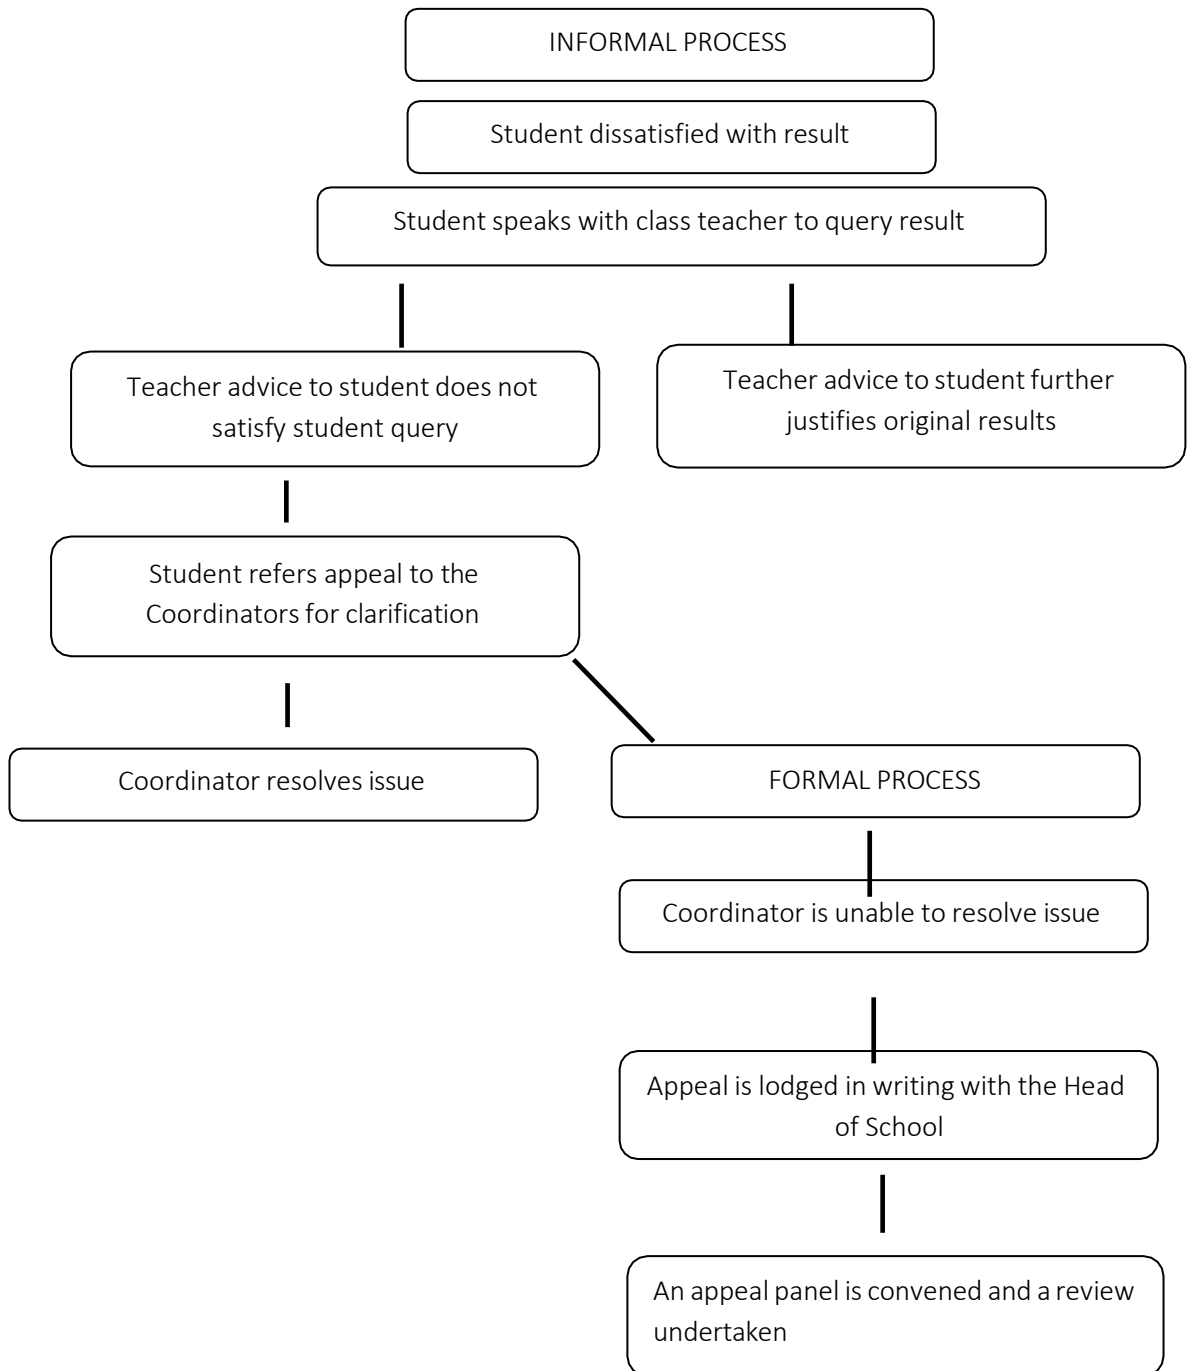 INFORMAL PROCESS
Student dissatisfied with result
Student speaks with class teacher to query result
Teacher advice to student does not
satisfy student query
Teacher advice to student further
justifies original results
Student refers appeal to the
Coordinators for clarification
Coordinator resolves issue
FORMAL PROCESS
Coordinator is unable to resolve issue
Appeal is lodged in writing with the Head
of School
An appeal panel is convened and a review
undertaken